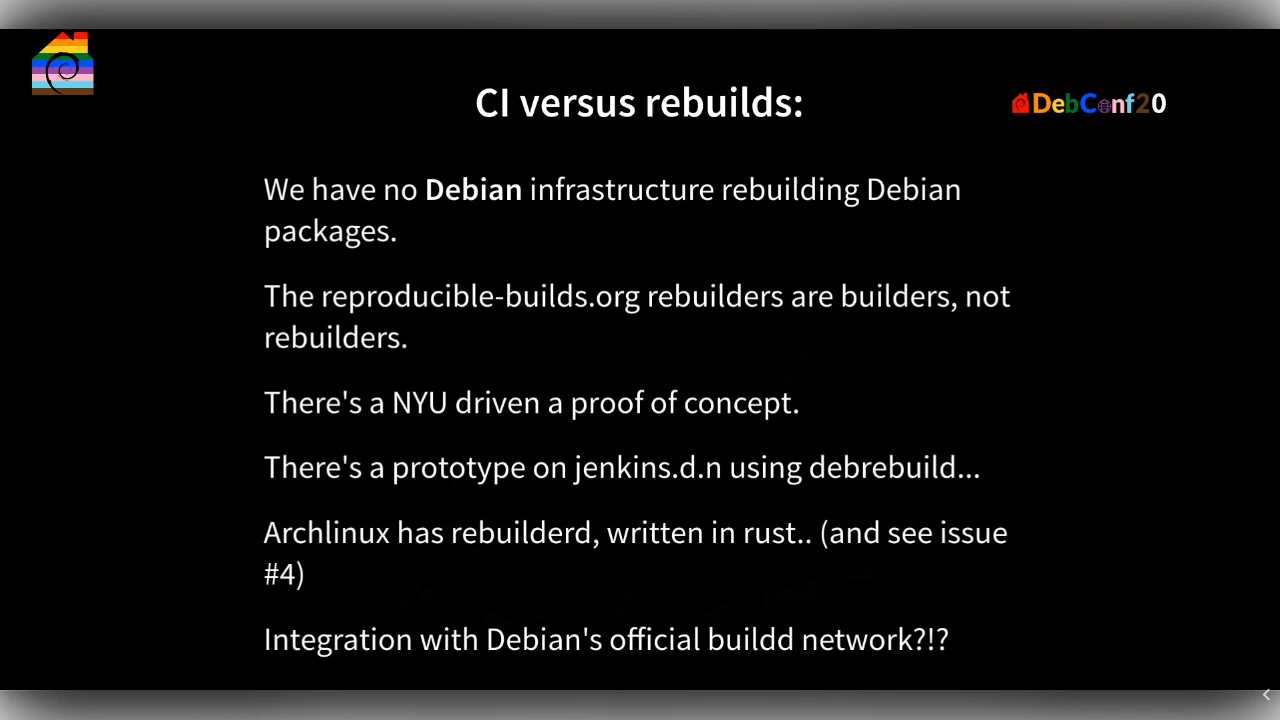 CI versus rebuilds:
DebConf20
We have no Debian infrastructure rebuilding Debian
packages.
The reproducible-builds.org rebuilders are builders, not
rebuilders.
There's a NYU driven a proof of concept.
There's a prototype on jenkins.d.n using debrebuild...
Archlinux has rebuilderd, written in rust.. (and see issue
#4)
Integration with Debian's official buildd network?!?